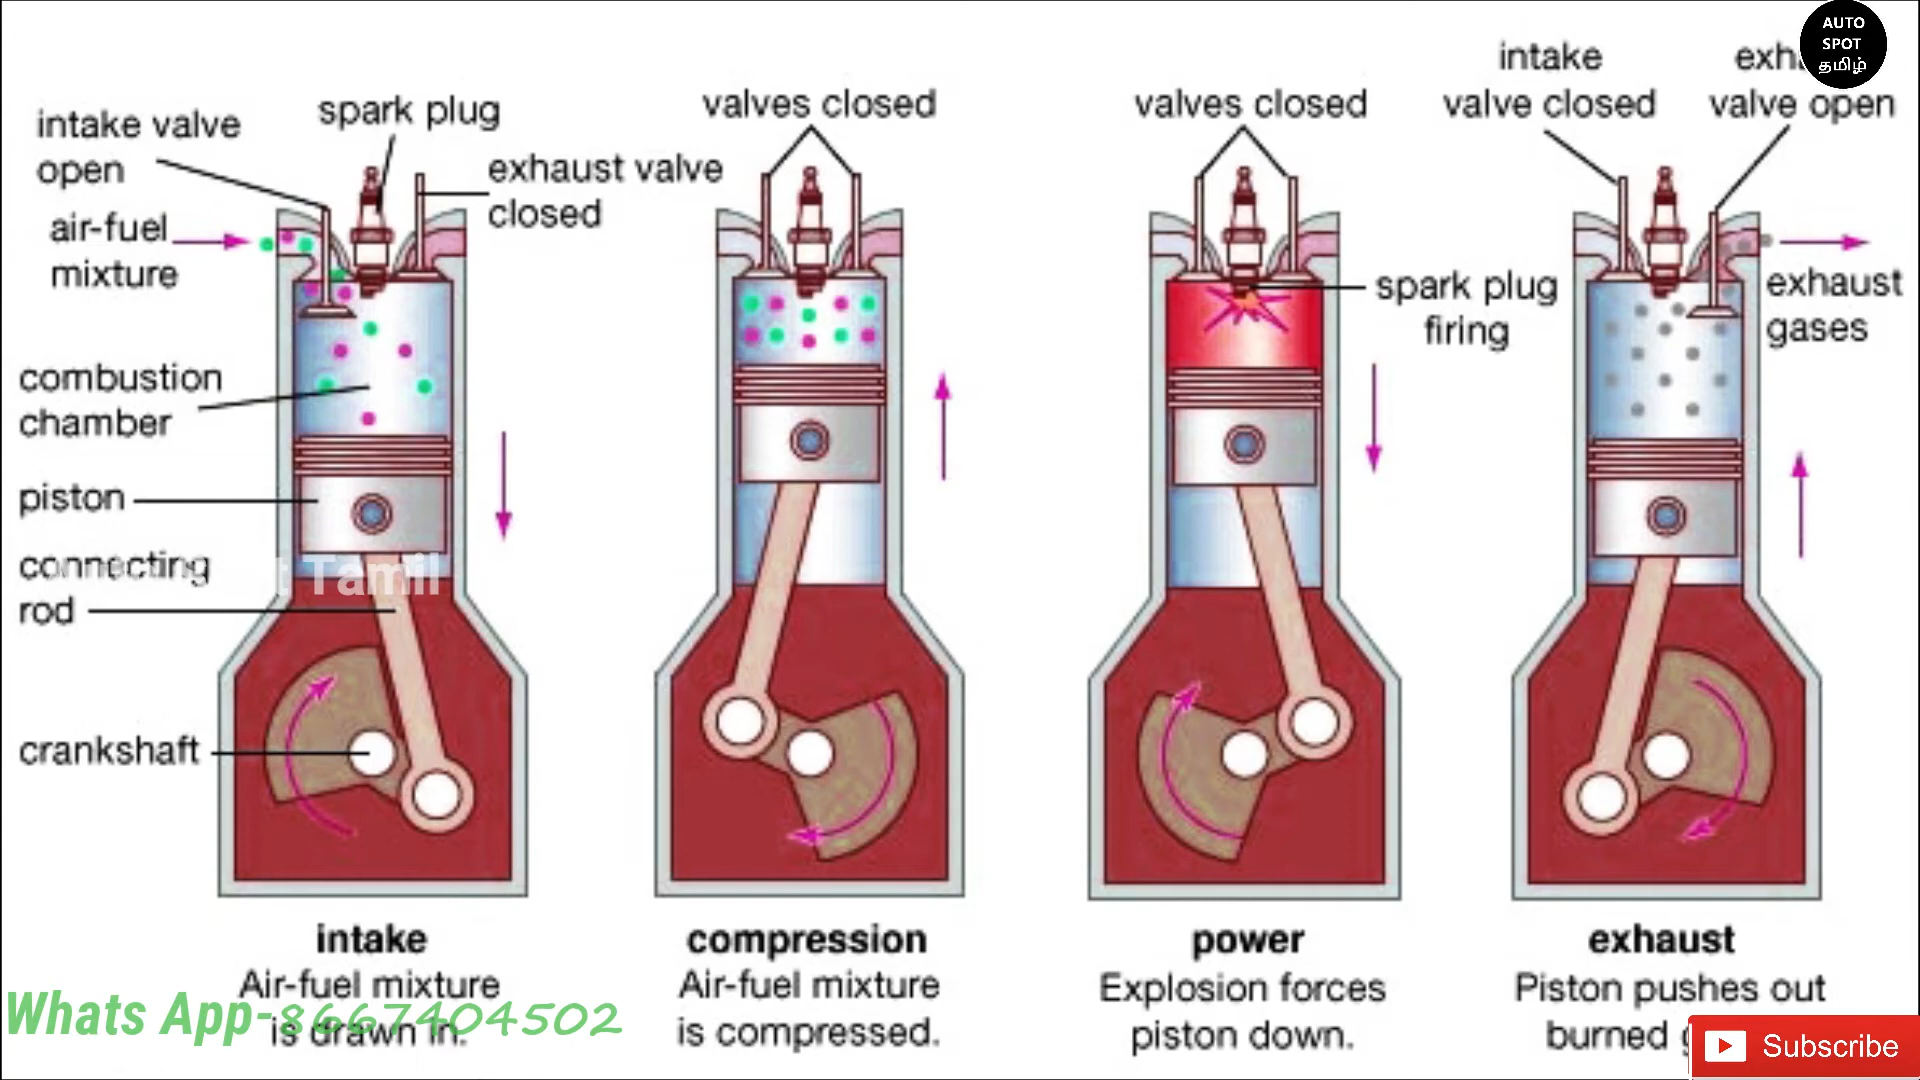 AUTO
SPOT
தமிழ்
intake valve
open
spark plug
exhaust valve
closed
air-fuel
mixture
combustion
chamber
piston
connecting
rod
Tamil
crankshaft
intake
Air-fuel mixture
is drawn in.
valves closed
compression
Air-fuel mixture
is compressed.
valves closed
spark plug
firing
power
Explosion forces
piston down.
intake
valve closed
valve open
exhaust
gases
exhaust
Piston pushes out
burned
Whats App-8667404502
Subscribe